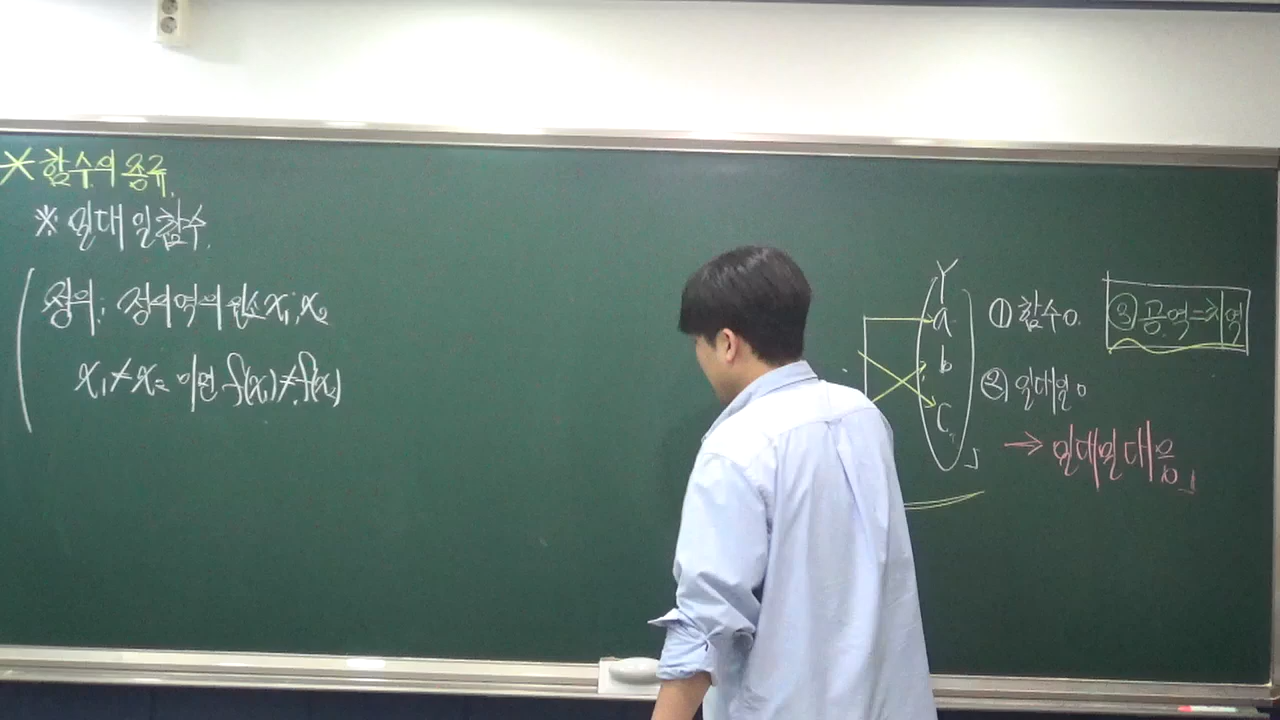 * 함수의 종류.
※ 일대일함수.
정의: 정의역의 원소 x₁, x₂
x₁≠x₂ 이면 f(x₁)≠f(x₂)
Y
a
b
c
① 함수o.
② 일대일o
→ 일대일대응
③ 공역=치역